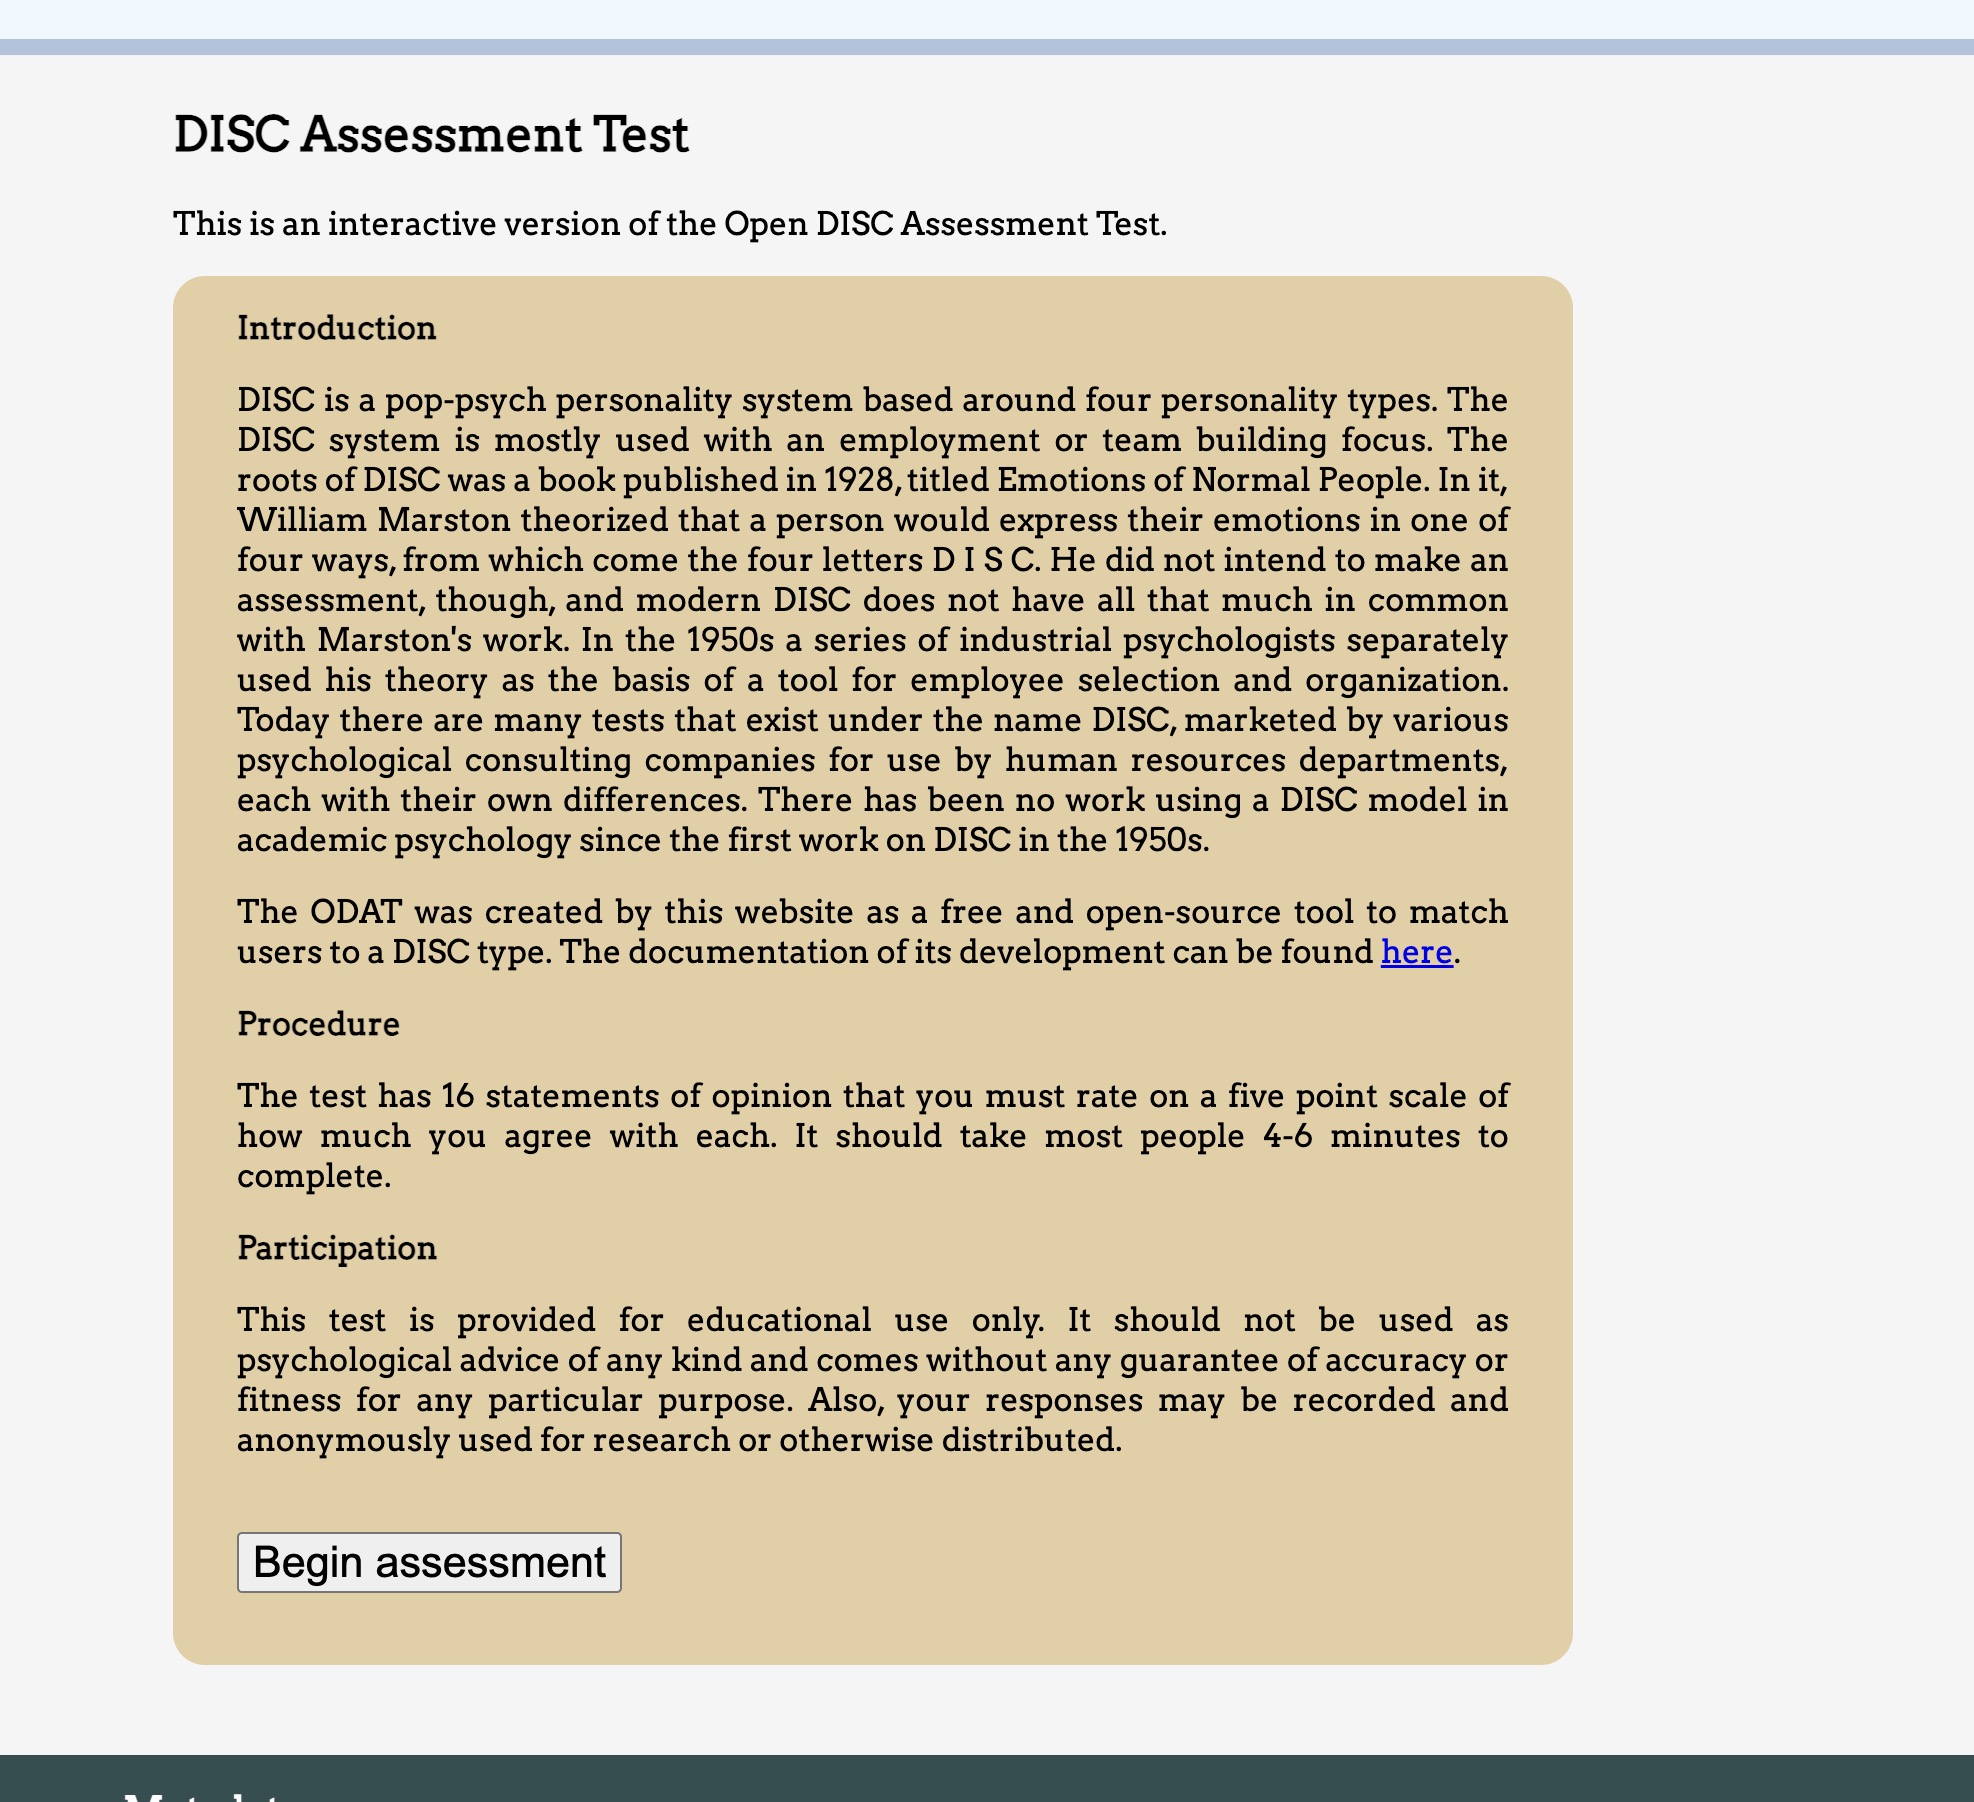 DISC Assessment Test
This is an interactive version of the Open DISC Assessment Test.
Introduction
DISC is a pop-psych personality system based around four personality types. The
DISC system is mostly used with an employment or team building focus. The
roots of DISC was a book published in 1928, titled Emotions of Normal People. In it,
William Marston theorized that a person would express their emotions in one of
four ways, from which come the four letters D I S C. He did not intend to make an
assessment, though, and modern DISC does not have all that much in common
with Marston's work. In the 1950s a series of industrial psychologists separately
used his theory as the basis of a tool for employee selection and organization.
Today there are many tests that exist under the name DISC, marketed by various
psychological consulting companies for use by human resources departments,
each with their own differences. There has been no work using a DISC model in
academic psychology since the first work on DISC in the 1950s.
The ODAT was created by this website as a free and open-source tool to match
users to a DISC type. The documentation of its development can be found here.
Procedure
The test has 16 statements of opinion that you must rate on a five point scale of
how much you agree with each. It should take most people 4-6 minutes to
complete.
Participation
This test is provided for educational use only. It should not be used as
psychological advice of any kind and comes without any guarantee of accuracy or
fitness for any particular purpose. Also, your responses may be recorded and
anonymously used for research or otherwise distributed.
Begin assessment